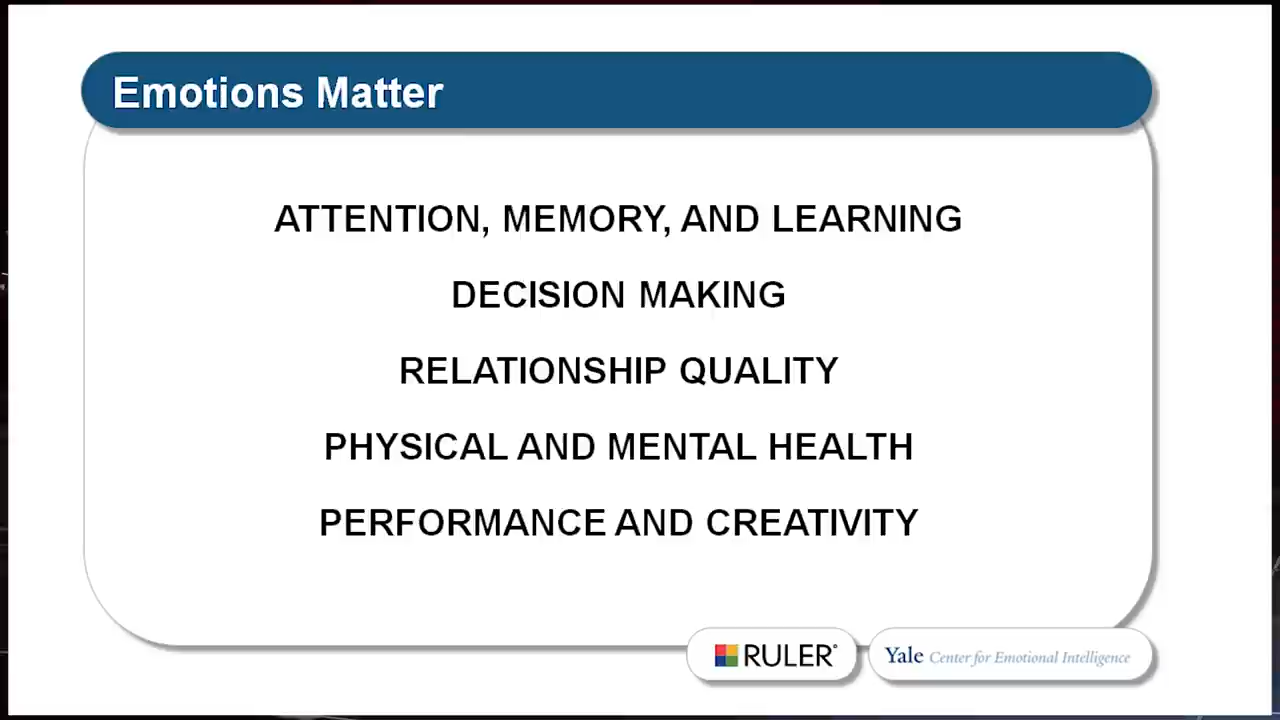 Emotions Matter
ATTENTION, MEMORY, AND LEARNING
DECISION MAKING
RELATIONSHIP QUALITY
PHYSICAL AND MENTAL HEALTH
PERFORMANCE AND CREATIVITY
RULER®
Yale Center for Emotional Intelligence